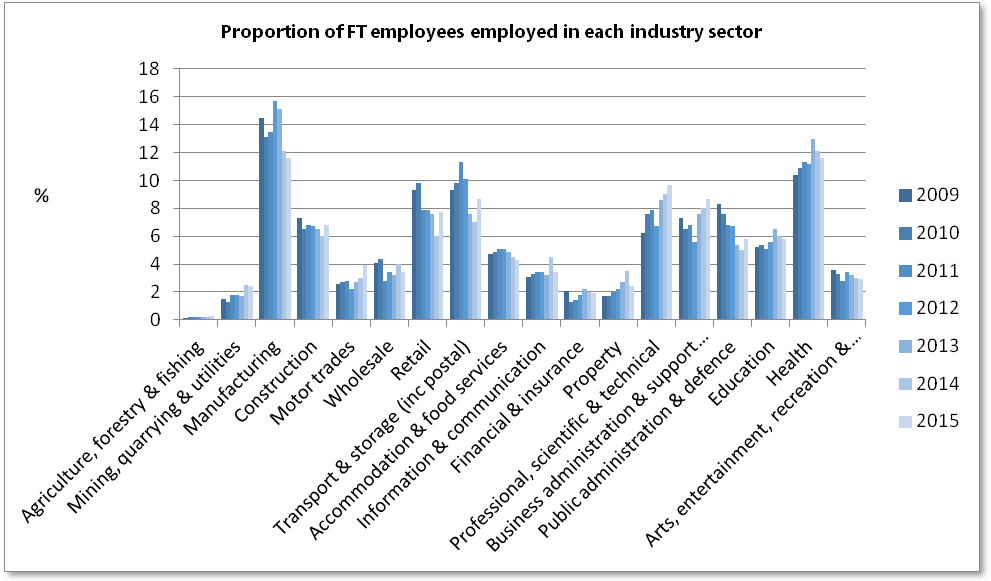 Proportion of FT employees employed in each industry sector
18
16
14
12
10
8
6
4
2
0
%
Agriculture, forestry & fishing
Mining, quarrying & utilities
Manufacturing
Construction
Motor trades
Wholesale
Retail
Transport & storage (inc postal)
Accommodation & food services
Information & communication
Financial & insurance
Property
Professional, scientific & technical
Business administration & support...
Public administration & defence
Education
Health
Arts, entertainment, recreation &...
2009
2010
2011
2012
2013
2014
2015